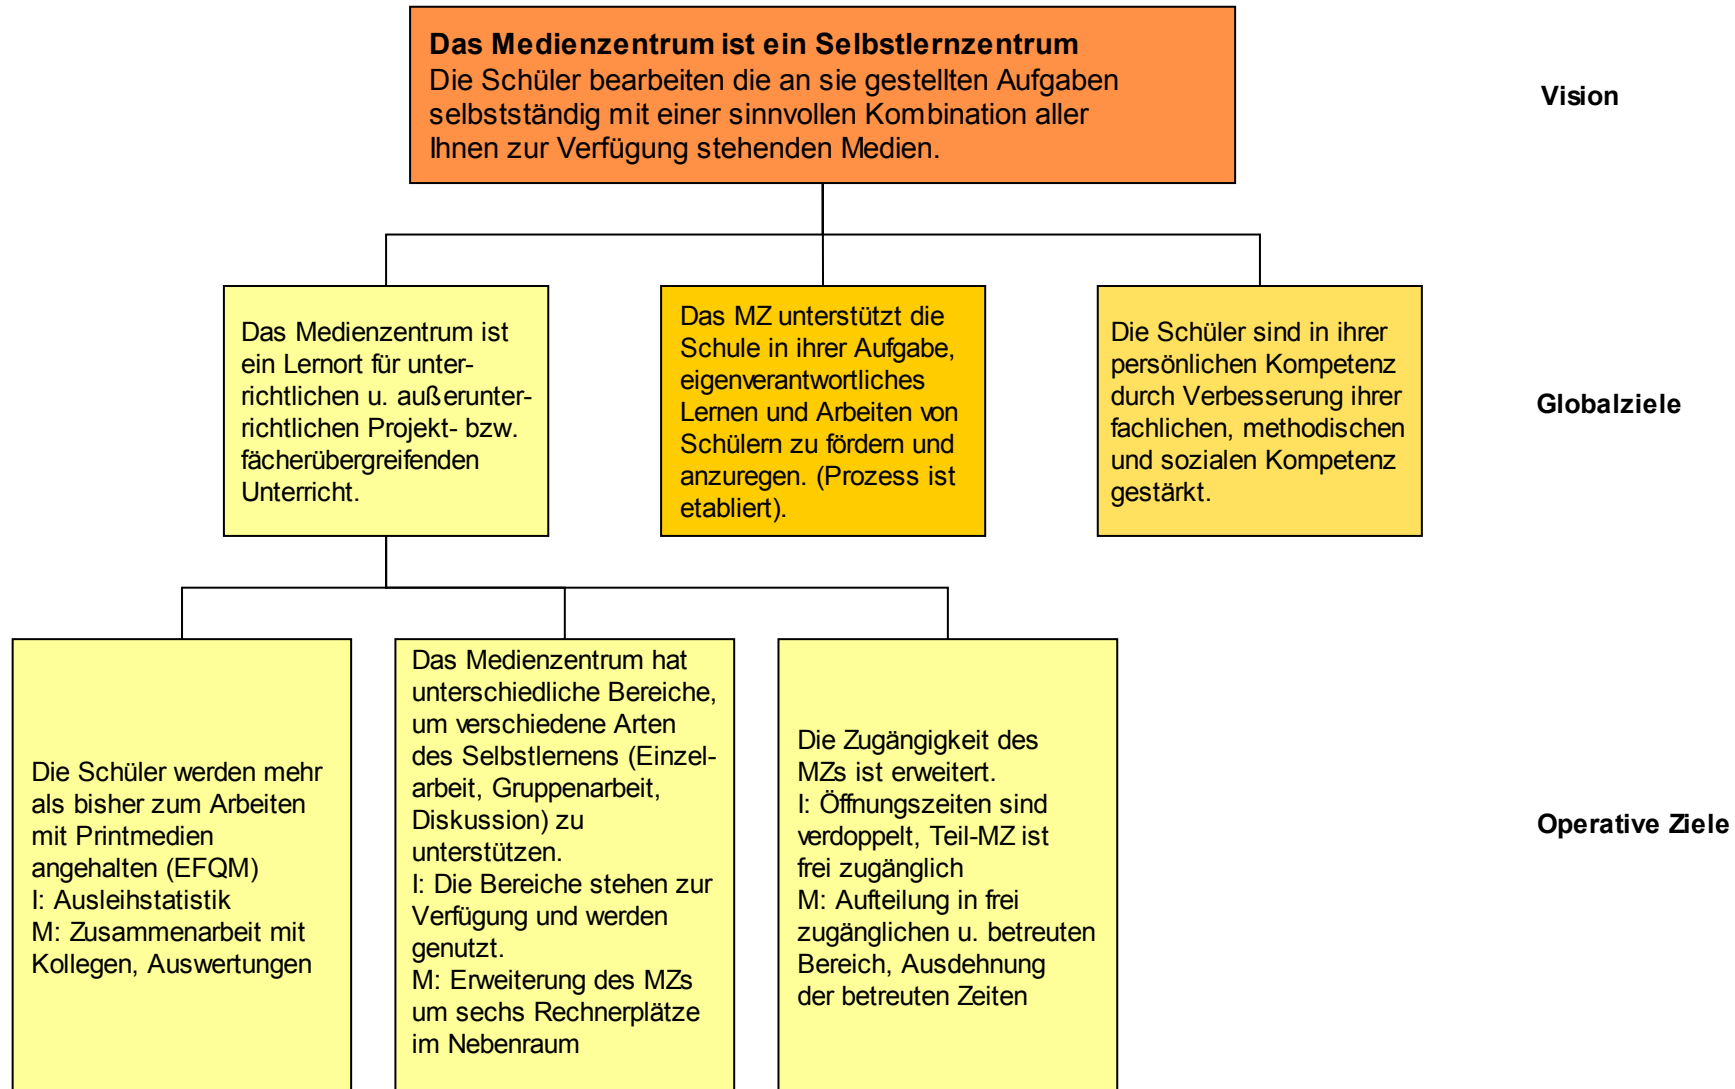 Das Medienzentrum ist ein Selbstlernzentrum
Die Schüler bearbeiten die an sie gestellten Aufgaben
selbstständig mit einer sinnvollen Kombination aller
Ihnen zur Verfügung stehenden Medien.
Vision
Das Medienzentrum ist
ein Lernort für unter-
richtlichen u. außerunter-
richtlichen Projekt- bzw.
fächerübergreifenden
Unterricht.
Das MZ unterstützt die
Schule in ihrer Aufgabe,
eigenverantwortliches
Lernen und Arbeiten von
Schülern zu fördern und
anzuregen. (Prozess ist
etabliert).
Die Schüler sind in ihrer
persönlichen Kompetenz
durch Verbesserung ihrer
fachlichen, methodischen
und sozialen Kompetenz
gestärkt.
Globalziele
Die Schüler werden mehr
als bisher zum Arbeiten
mit Printmedien
angehalten (EFQM)
I: Ausleihstatistik
M: Zusammenarbeit mit
Kollegen, Auswertungen
Das Medienzentrum hat
unterschiedliche Bereiche,
um verschiedene Arten
des Selbstlernens (Einzel-
arbeit, Gruppenarbeit,
Diskussion) zu
unterstützen.
I: Die Bereiche stehen zur
Verfügung und werden
genutzt.
M: Erweiterung des MZs
um sechs Rechnerplätze
im Nebenraum
Die Zugängigkeit des
MZs ist erweitert.
I: Öffnungszeiten sind
verdoppelt, Teil-MZ ist
frei zugänglich
M: Aufteilung in frei
zugänglichen u. betreuten
Bereich, Ausdehnung
der betreuten Zeiten
Operative Ziele